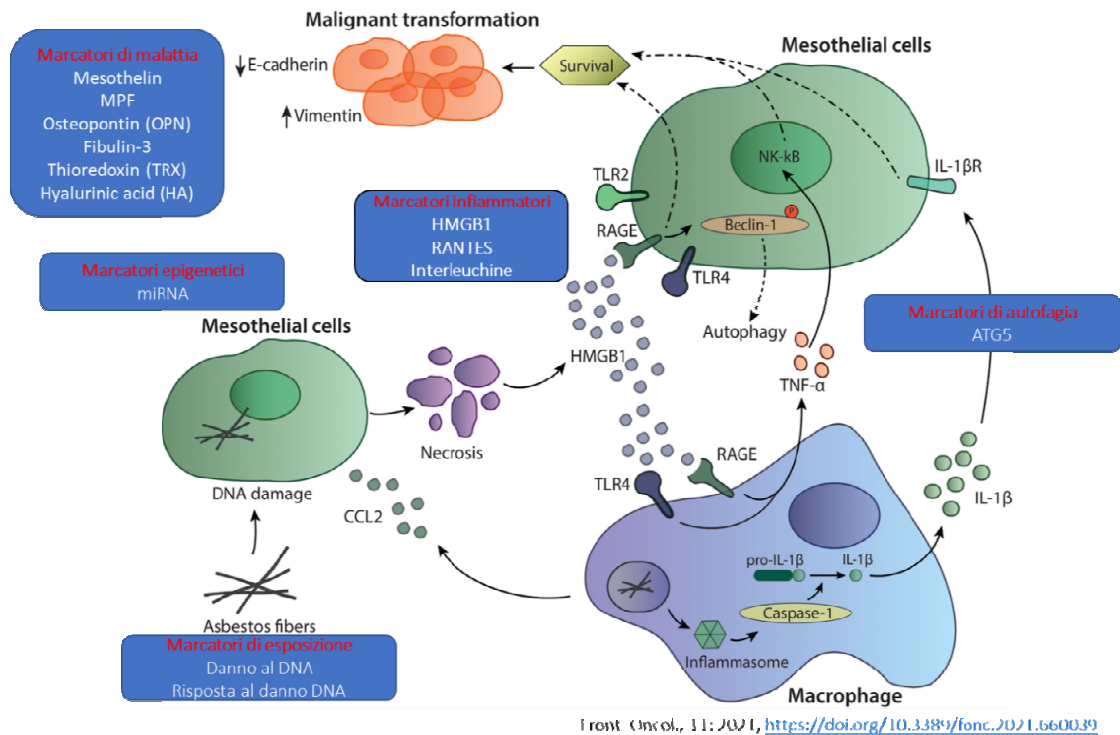 Malignant transformation
Marcatori di malattia
Mesothelin
MPF
Osteopontin (OPN)
Fibulin-3
Thioredoxin (TRX)
Hyalurinic acid (HA)
E-cadherin
Vimentin
Survival
Mesothelial cells
NK-kB
IL-1βR
TLR2
RAGE
Beclin-1
P
TLR4
Autophagy
Marcatori infiammatori
HMGB1
RANTES
Interleuchine
Marcatori epigenetici
miRNA
Marcatori di autofagia
ATG5
Mesothelial cells
HMGB1
TNF-α
Necrosis
DNA damage
CCL2
TLR4
RAGE
IL-1β
pro-IL-1β
IL-1β
Caspase-1
Inflammasome
Macrophage
Asbestos fibers
Marcatori di esposizione
Danno al DNA
Risposta al danno DNA
Front. Oncol., 11: 2021, https://doi.org/10.3389/fonc.2021.660039